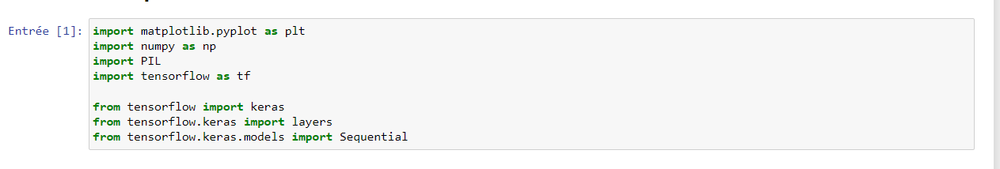 Entrée [1]: import matplotlib.pyplot as plt
import numpy as np
import PIL
import tensorflow as tf
from tensorflow import keras
from tensorflow.keras import layers
from tensorflow.keras.models import Sequential